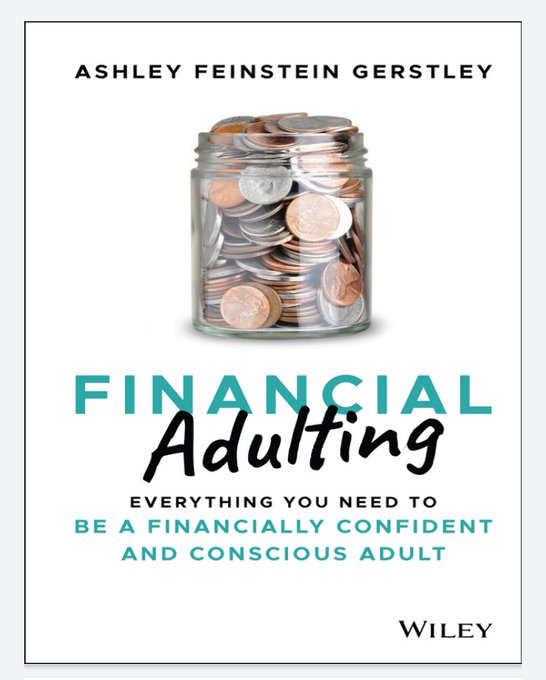 ASHLEY FEINSTEIN GERSTLEY
FINANCIAL
Adulting
EVERYTHING YOU NEED TO
BE A FINANCIALLY CONFIDENT
AND CONSCIOUS ADULT
WILEY